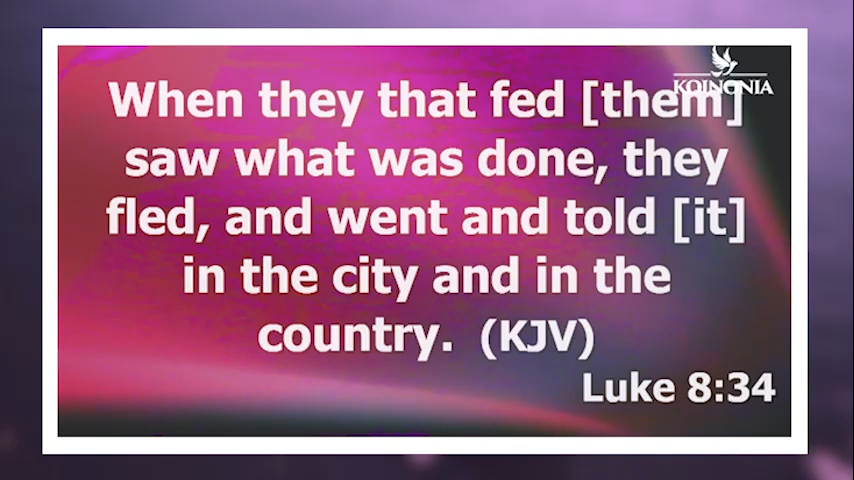 KOINONIA
When they that fed [them]
saw what was done, they
fled, and went and told [it]
in the city and in the
country. (KJV)
Luke 8:34